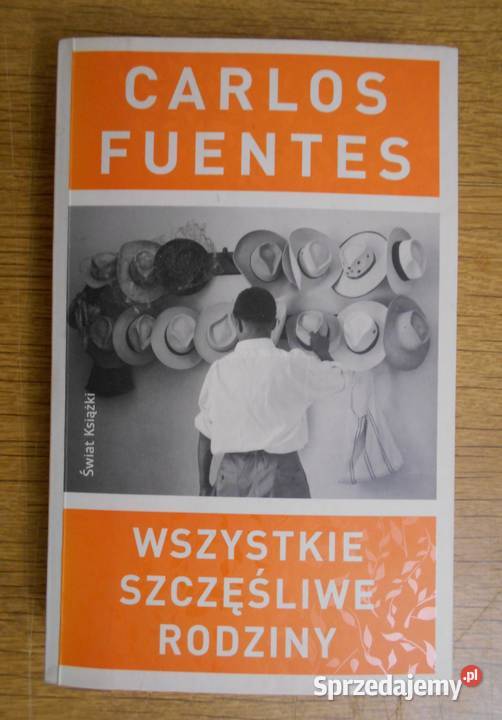 CARLOS
FUENTES
Świat Książki
WSZYSTKIE
SZCZĘŚLIWE
RODZINY
Sprzedajemy.pl